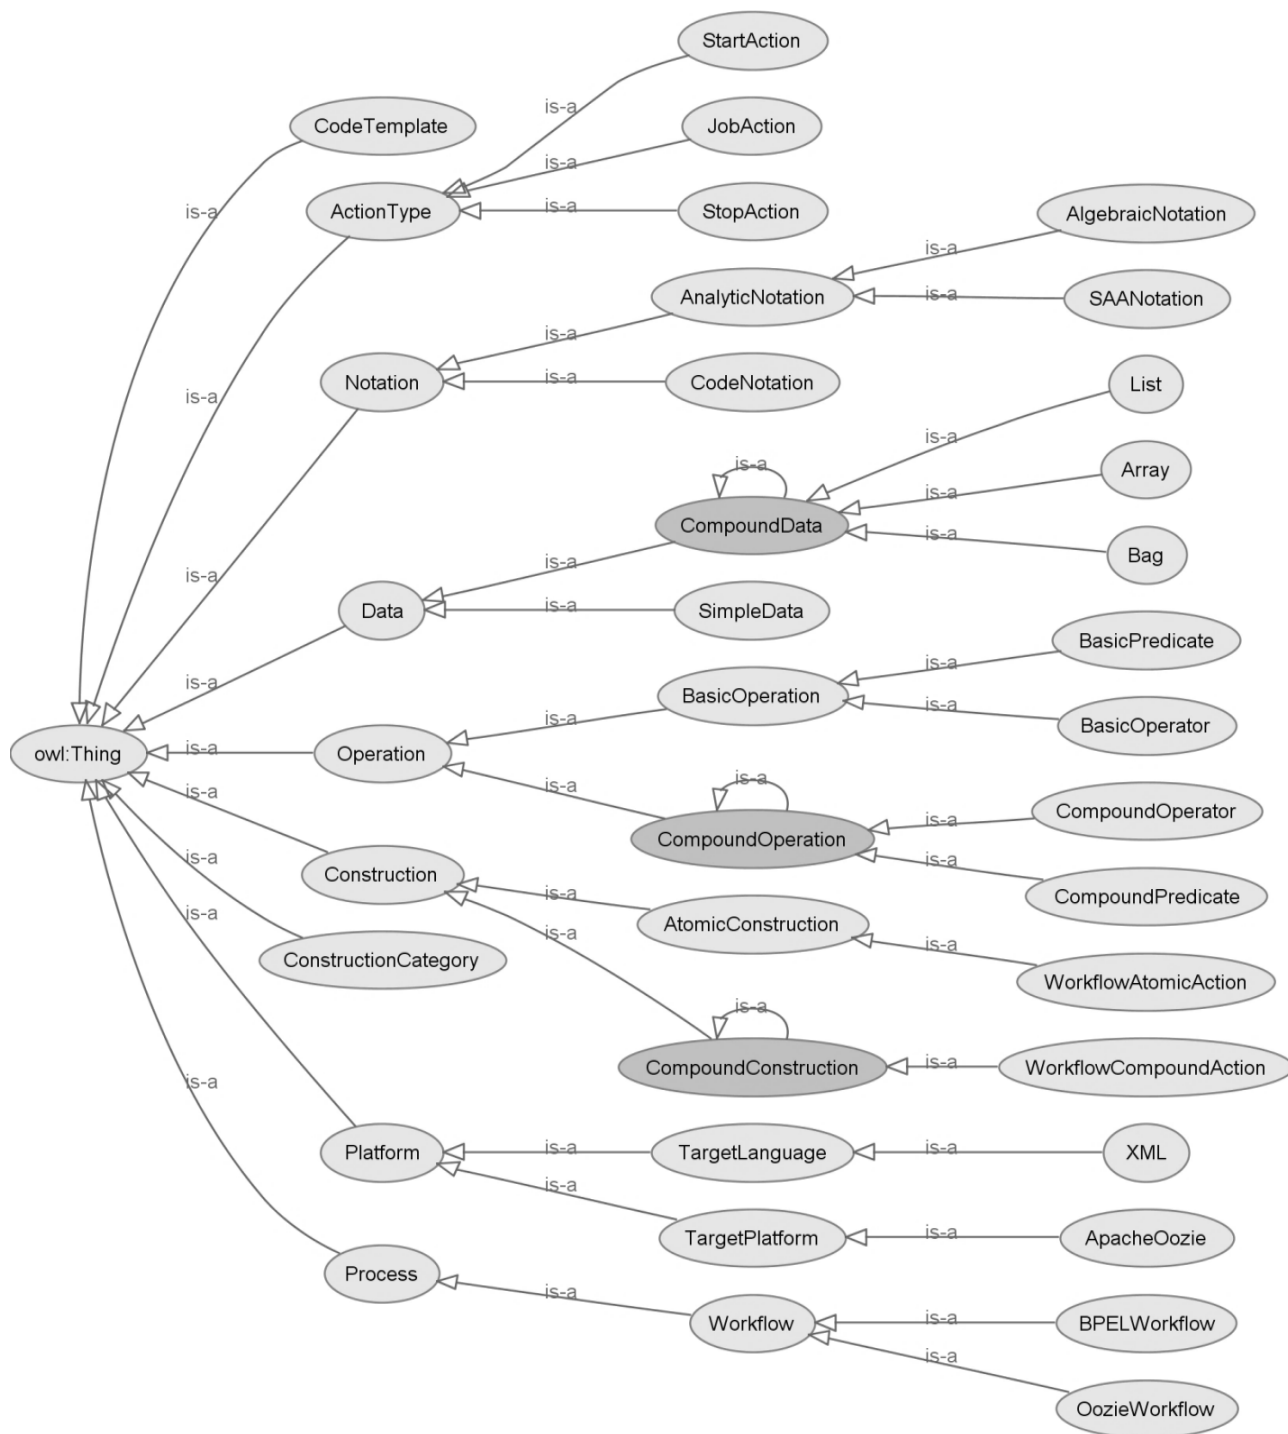 StartAction
is-a
CodeTemplate
JobAction
is-a
is-a
ActionType
is-a
StopAction
AlgebraicNotation
is-a
AnalyticNotation
is-a
SAANotation
is-a
Notation
is-a
CodeNotation
List
is-a
is-a
is-a
Array
is-a
CompoundData
is-a
Bag
is-a
is-a
Data
is-a
SimpleData
BasicPredicate
is-a
is-a
BasicOperation
is-a
BasicOperator
is-a
owl:Thing
is-a
Operation
is-a
is-a
is-a
CompoundOperator
is-a
CompoundOperation
is-a
is-a
Construction
CompoundPredicate
is-a
is-a
AtomicConstruction
is-a
is-a
ConstructionCategory
is-a
WorkflowAtomicAction
is-a
CompoundConstruction
is-a
WorkflowCompoundAction
is-a
Platform
is-a
TargetLanguage
is-a
XML
is-a
TargetPlatform
is-a
ApacheOozie
Process
is-a
Workflow
is-a
BPELWorkflow
is-a
OozieWorkflow